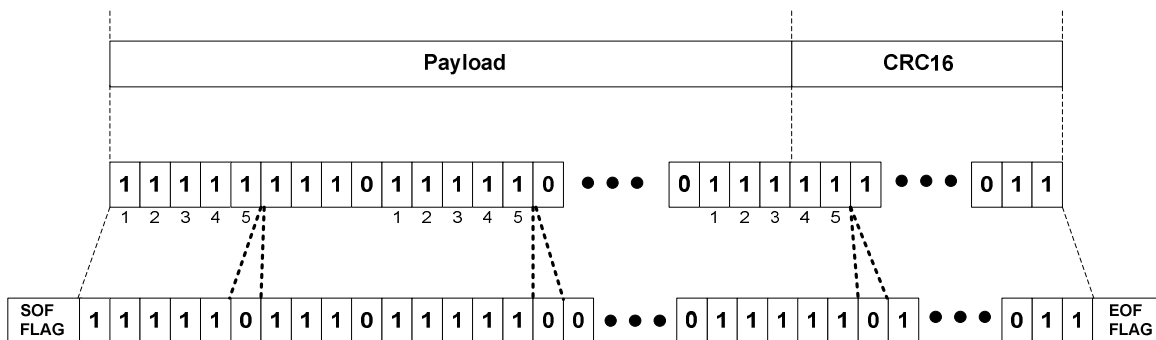 Payload CRC16
1 1 1 1 1 1 1 1 0 1 1 1 1 1 0 ● ● ● 0 1 1 1 1 1 1 ● ● ● 0 1 1
1 2 3 4 5 1 2 3 4 5 1 2 3 4 5
SOF
FLAG
1 1 1 1 1 0 1 1 1 0 1 1 1 1 1 0 0 ● ● ● 0 1 1 1 1 1 0 1 ● ● ● 0 1 1
EOF
FLAG